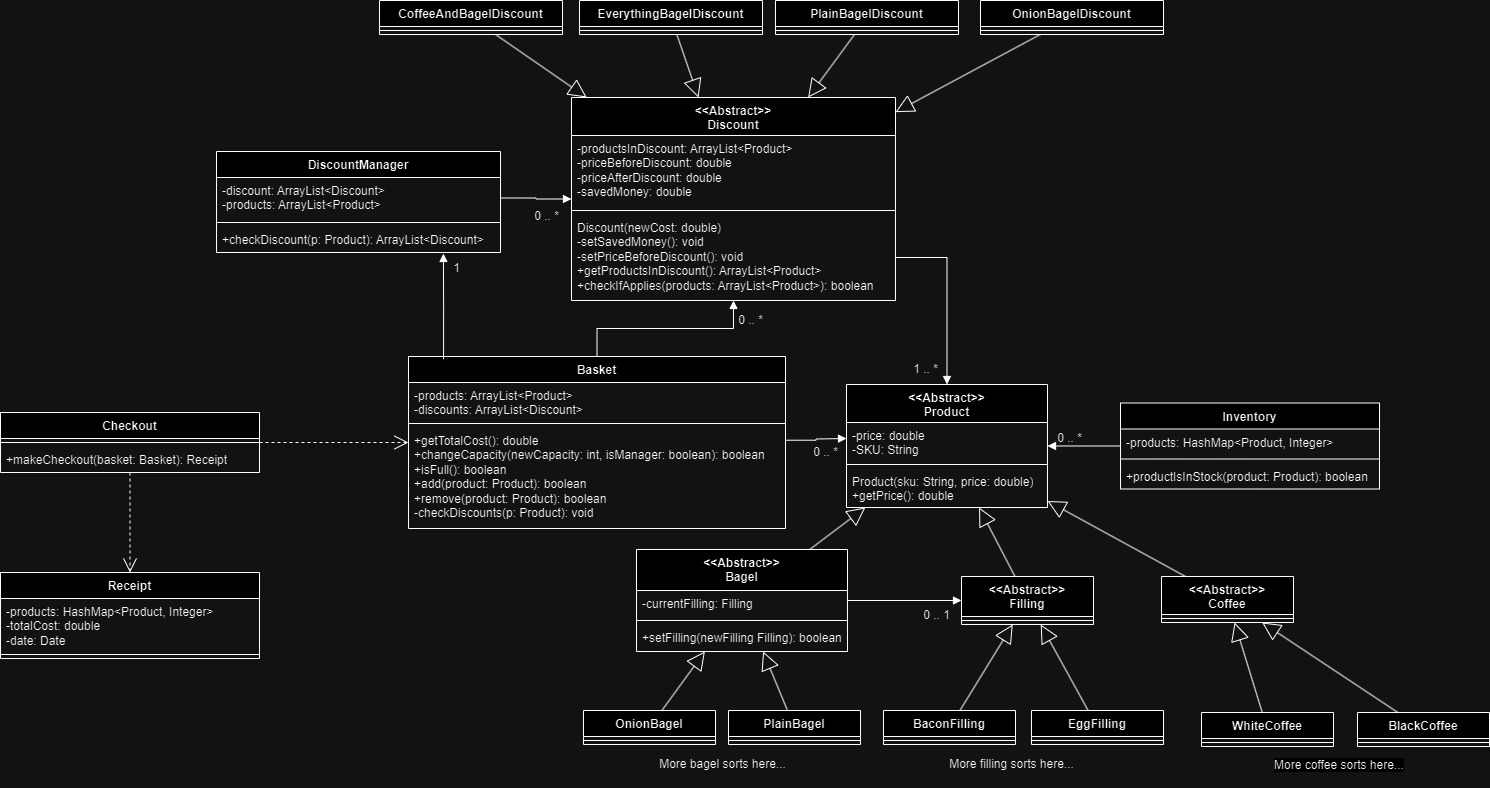 CoffeeAndBagelDiscount
EverythingBagelDiscount
PlainBagelDiscount
OnionBagelDiscount
<<Abstract>>
Discount
-productsInDiscount: ArrayList<Product>
-priceBeforeDiscount: double
-priceAfterDiscount: double
-savedMoney: double
Discount(newCost: double)
-setSavedMoney(): void
-setPriceBeforeDiscount(): void
+getProductsInDiscount(): ArrayList<Product>
+checkIfApplies(products: ArrayList<Product>): boolean
DiscountManager
-discount: ArrayList<Discount>
-products: ArrayList<Product>
+checkDiscount(p: Product): ArrayList<Discount>
0 .. *
1
0 .. *
1 .. *
Basket
-products: ArrayList<Product>
-discounts: ArrayList<Discount>
+getTotalCost(): double
+changeCapacity(newCapacity: int, isManager: boolean): boolean
+isFull(): boolean
+add(product: Product): boolean
+remove(product: Product): boolean
-checkDiscounts(p: Product): void
0 .. *
<<Abstract>>
Product
-price: double
-SKU: String
Product(sku: String, price: double)
+getPrice(): double
0 .. *
Inventory
-products: HashMap<Product, Integer>
+productIsInStock(product: Product): boolean
Checkout
+makeCheckout(basket: Basket): Receipt
Receipt
-products: HashMap<Product, Integer>
-totalCost: double
-date: Date
<<Abstract>>
Bagel
-currentFilling: Filling
+setFilling(newFilling Filling): boolean
0 .. 1
<<Abstract>>
Filling
<<Abstract>>
Coffee
OnionBagel
PlainBagel
BaconFilling
EggFilling
WhiteCoffee
BlackCoffee
More bagel sorts here...
More filling sorts here...
More coffee sorts here...